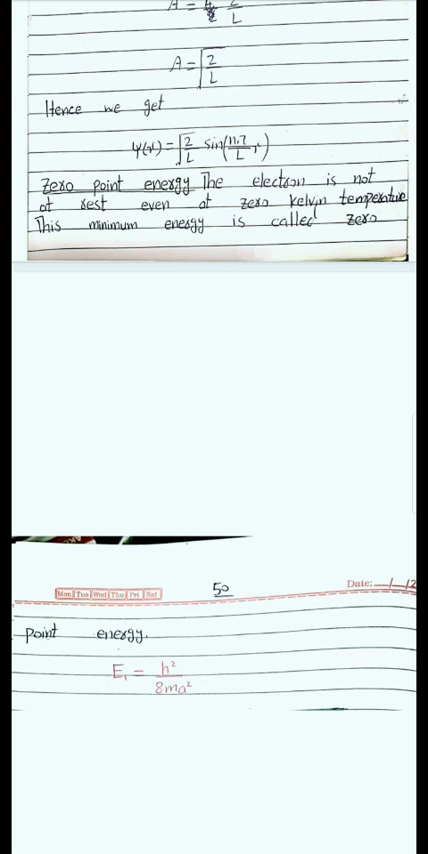 A = √2/L
Hence we get
ψ(x) = √2/L sin(nπ/L x)
Zero point energy The electron is not
at rest even at zero kelvin temperature
This minimum energy is called zero
50
Date: / /2
Mon Tue Wed Thu Fri Sat
point energy.
E₁ = h²/8ma²